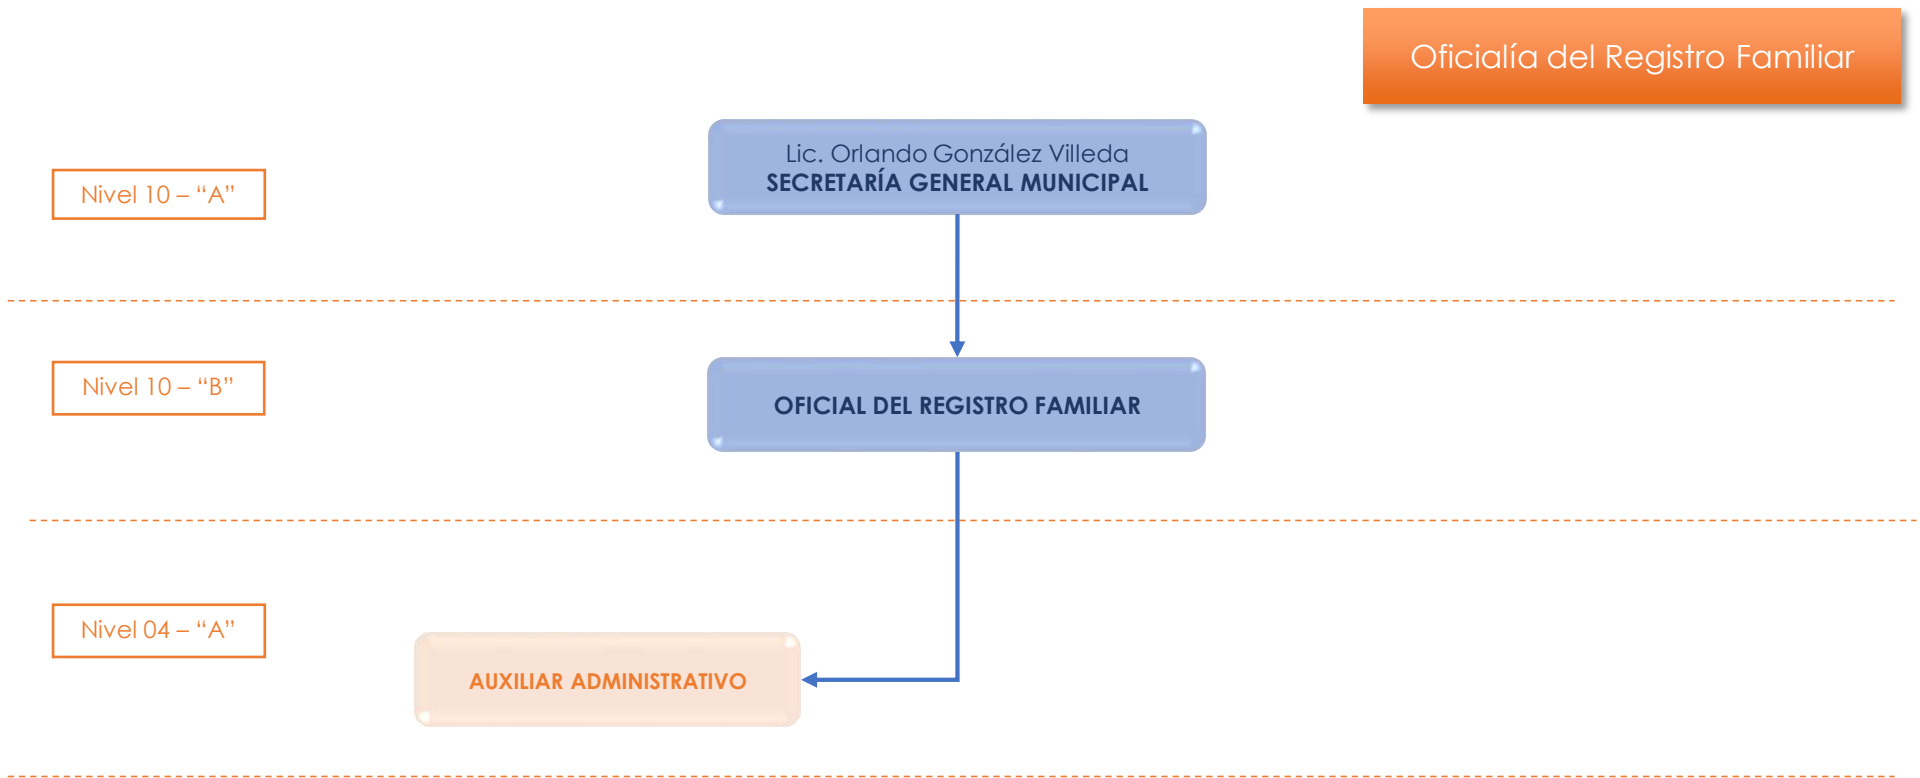 Oficialía del Registro Familiar
Lic. Orlando González Villeda
SECRETARÍA GENERAL MUNICIPAL
Nivel 10 – “A”
Nivel 10 – “B”
OFICIAL DEL REGISTRO FAMILIAR
Nivel 04 – “A”
AUXILIAR ADMINISTRATIVO